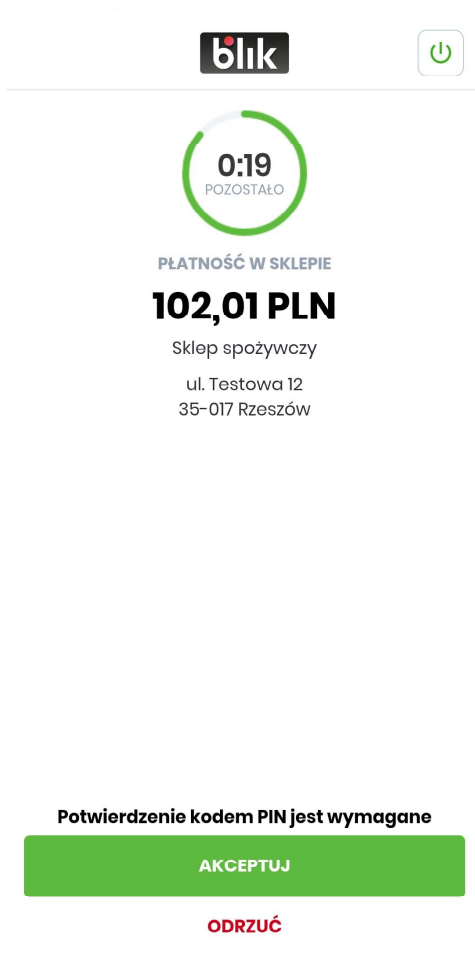 blik
0:19
POZOSTAŁO
PŁATNOŚĆ W SKLEPIE
102,01 PLN
Sklep spożywczy
ul. Testowa 12
35-017 Rzeszów
Potwierdzenie kodem PIN jest wymagane
AKCEPTUJ
ODRZUĆ